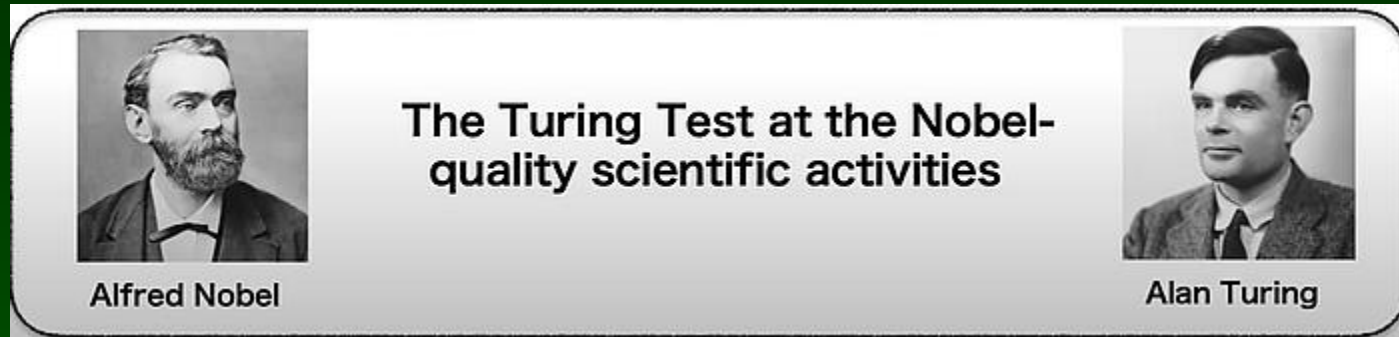 The Turing Test at the Nobel-
quality scientific activities
Alfred Nobel
Alan Turing